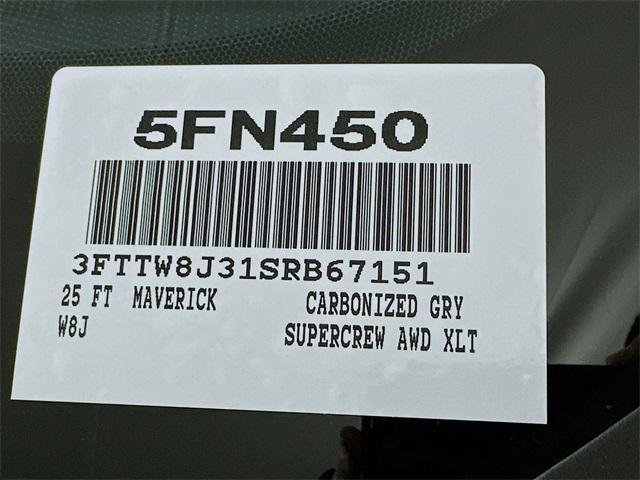 5FN450
3FTTW8J31SRB67151
25 FT MAVERICK CARBONIZED GRY
W8J SUPERCREW AWD XLT